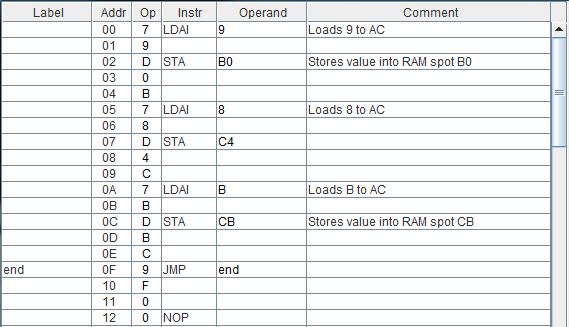 Label Addr Op Instr Operand Comment
00 7 LDAI 9 Loads 9 to AC
01 9
02 D STA B0 Stores value into RAM spot B0
03 0
04 B
05 7 LDAI 8 Loads 8 to AC
06 8
07 D STA C4
08 4
09 C
0A 7 LDAI B Loads B to AC
0B B
0C D STA CB Stores value into RAM spot CB
0D B
0E C
end 0F 9 JMP end
10 F
11 0
12 0 NOP